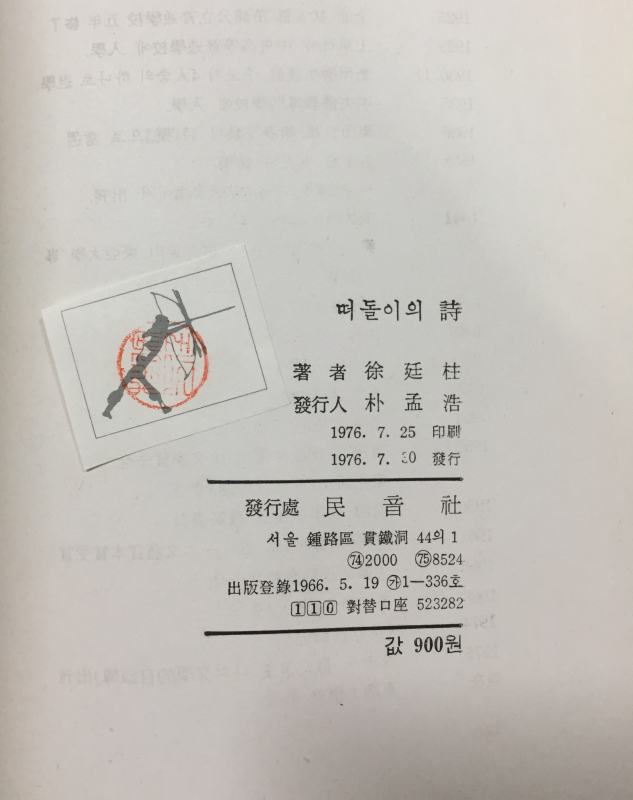 떠돌이의 詩
著者 徐廷柱
發行人 朴孟浩
1976. 7. 25 印刷
1976. 7. 30 發行
發行處 民音社
서울 鍾路區 貫鐵洞 44의 1
㉔2000 ㉕8524
出版登錄1966. 5. 19 ㉮1—336호
110 對替口座 523282
값 900원